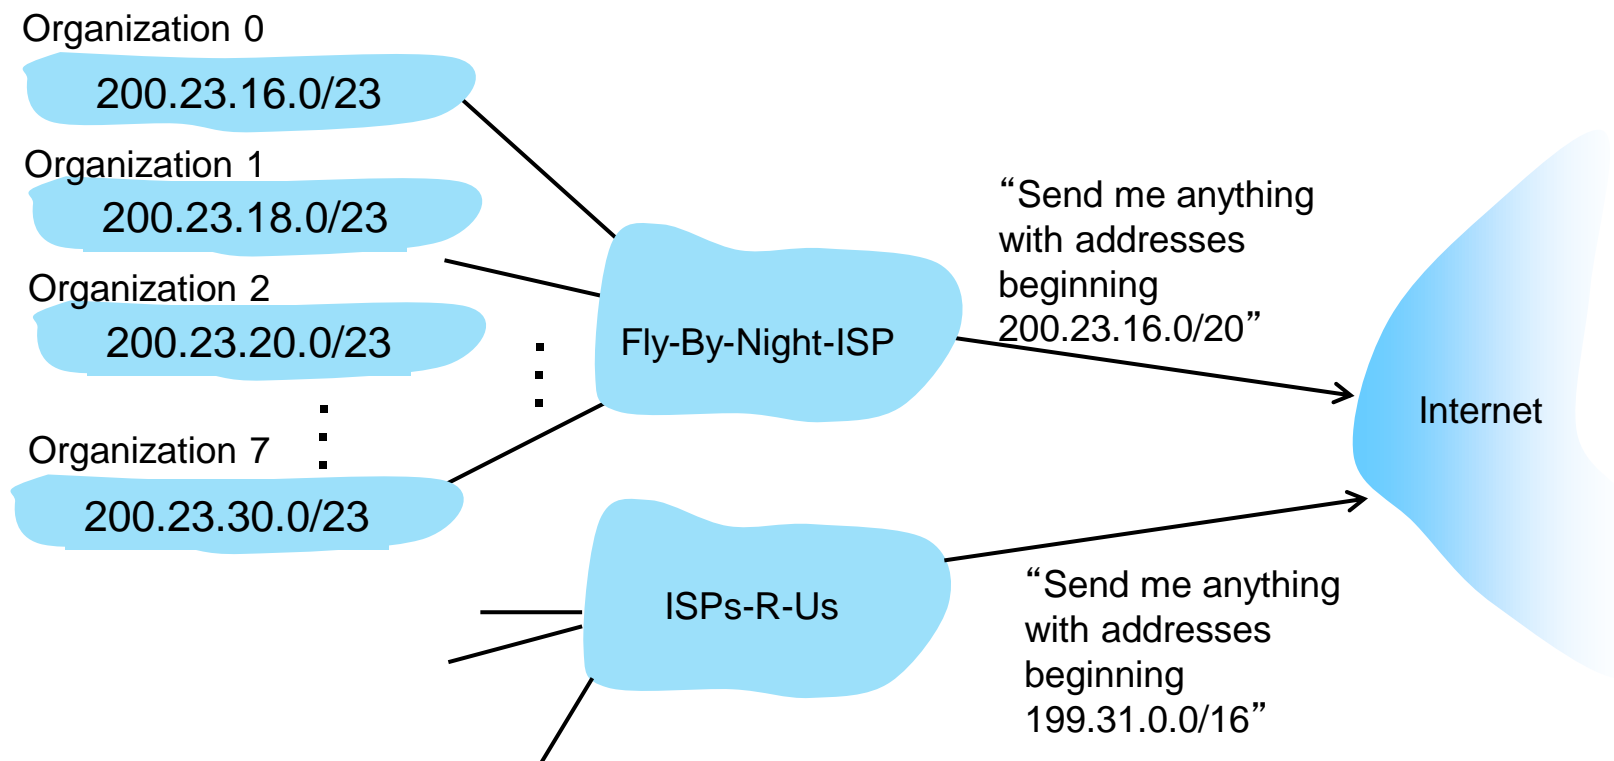 Organization 0
200.23.16.0/23
Organization 1
200.23.18.0/23
Organization 2
200.23.20.0/23
Organization 7
200.23.30.0/23
Fly-By-Night-ISP
“Send me anything
with addresses
beginning
200.23.16.0/20”
Internet
ISPs-R-Us
“Send me anything
with addresses
beginning
199.31.0.0/16”